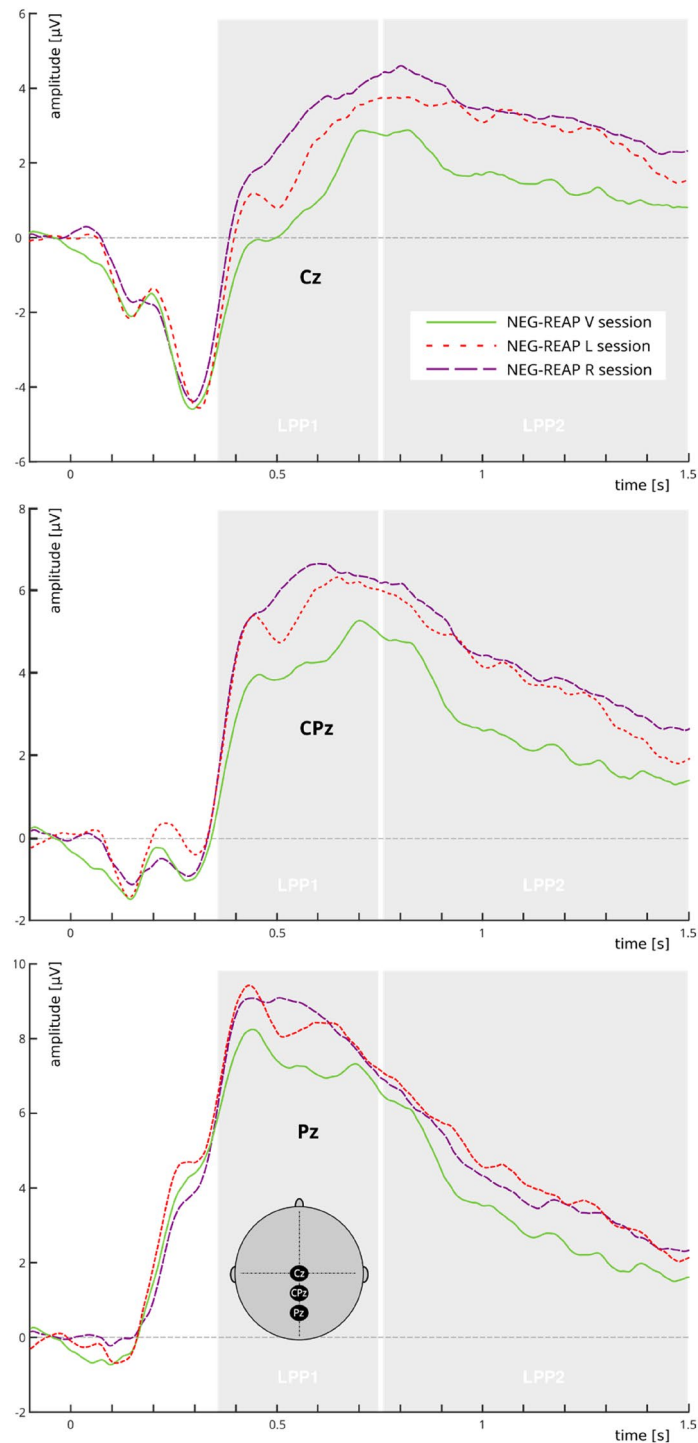 6
amplitude [μV]
4
2
0
-2
-4
-6
Cz
NEG-REAP V session
NEG-REAP L session
NEG-REAP R session
LPP1
LPP2
0
0.5
1
1.5
time [s]
8
amplitude [μV]
6
4
2
0
-2
CPz
LPP1
LPP2
0
0.5
1
1.5
time [s]
10
amplitude [μV]
8
6
4
2
0
-2
Pz
Cz
CPz
Pz
LPP1
LPP2
0
0.5
1
1.5
time [s]